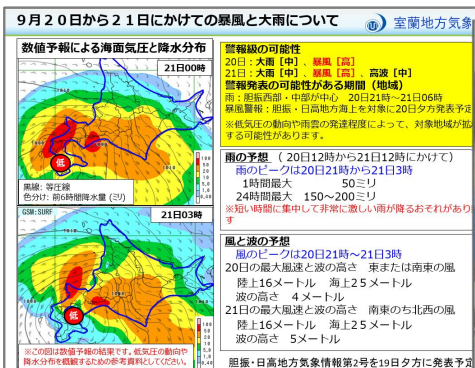 9月20日から21日にかけての暴風と大雨について
室蘭地方気象
数値予報による海面気圧と降水分布
21日00時
低
黒線: 等圧線
色分け: 前6時間降水量 (ミリ)
GSM:SURF
21日03時
低
※この図は数値予報の結果です。低気圧の動向や
降水分布を概観するための参考資料としてください。
警報級の可能性
20日:大雨[中]、暴風[高]
21日:大雨[中]、暴風[高]、高波[中]
警報発表の可能性がある期間(地域)
雨:胆振西部・中部が中心 20日21時~21日06時
暴風警報:胆振・日高地方海上を対象に20日夕方発表予定
※低気圧の動向や雨雲の発達程度によって、対象地域が拡
する可能性があります。
雨の予想 (20日12時から21日12時にかけて)
雨のピークは20日21時から21日3時
1時間最大 50ミリ
24時間最大 150~200ミリ
※短い時間に集中して非常に激しい雨が降るおそれがあり
す
風と波の予想
風のピークは20日21時~21日3時
20日の最大風速と波の高さ 東または南東の風
陸上16メートル 海上25メートル
波の高さ 4メートル
21日の最大風速と波の高さ 南東のち北西の風
陸上16メートル 海上25メートル
波の高さ 5メートル
胆振・日高地方気象情報第2号を19日夕方に発表予定